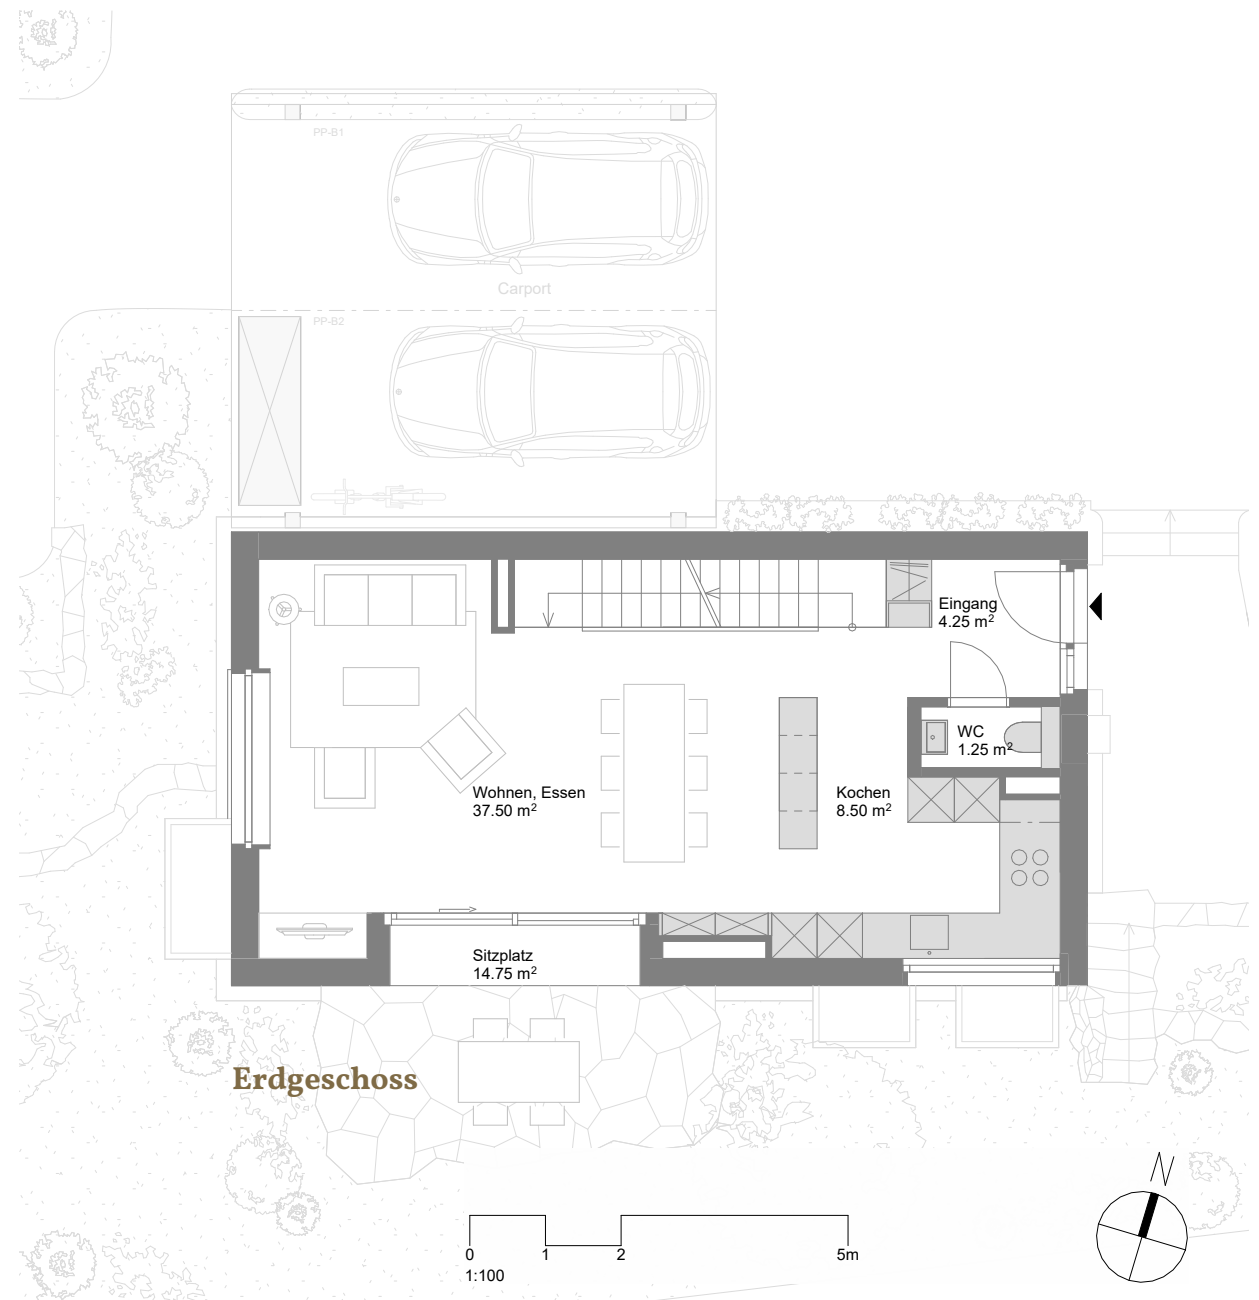 PP-B1
Carport
PP-B2
Eingang
4.25 m²
WC
1.25 m²
Wohnen, Essen
37.50 m²
Kochen
8.50 m²
Sitzplatz
14.75 m²
Erdgeschoss
N
0 1 2 5m
1:100